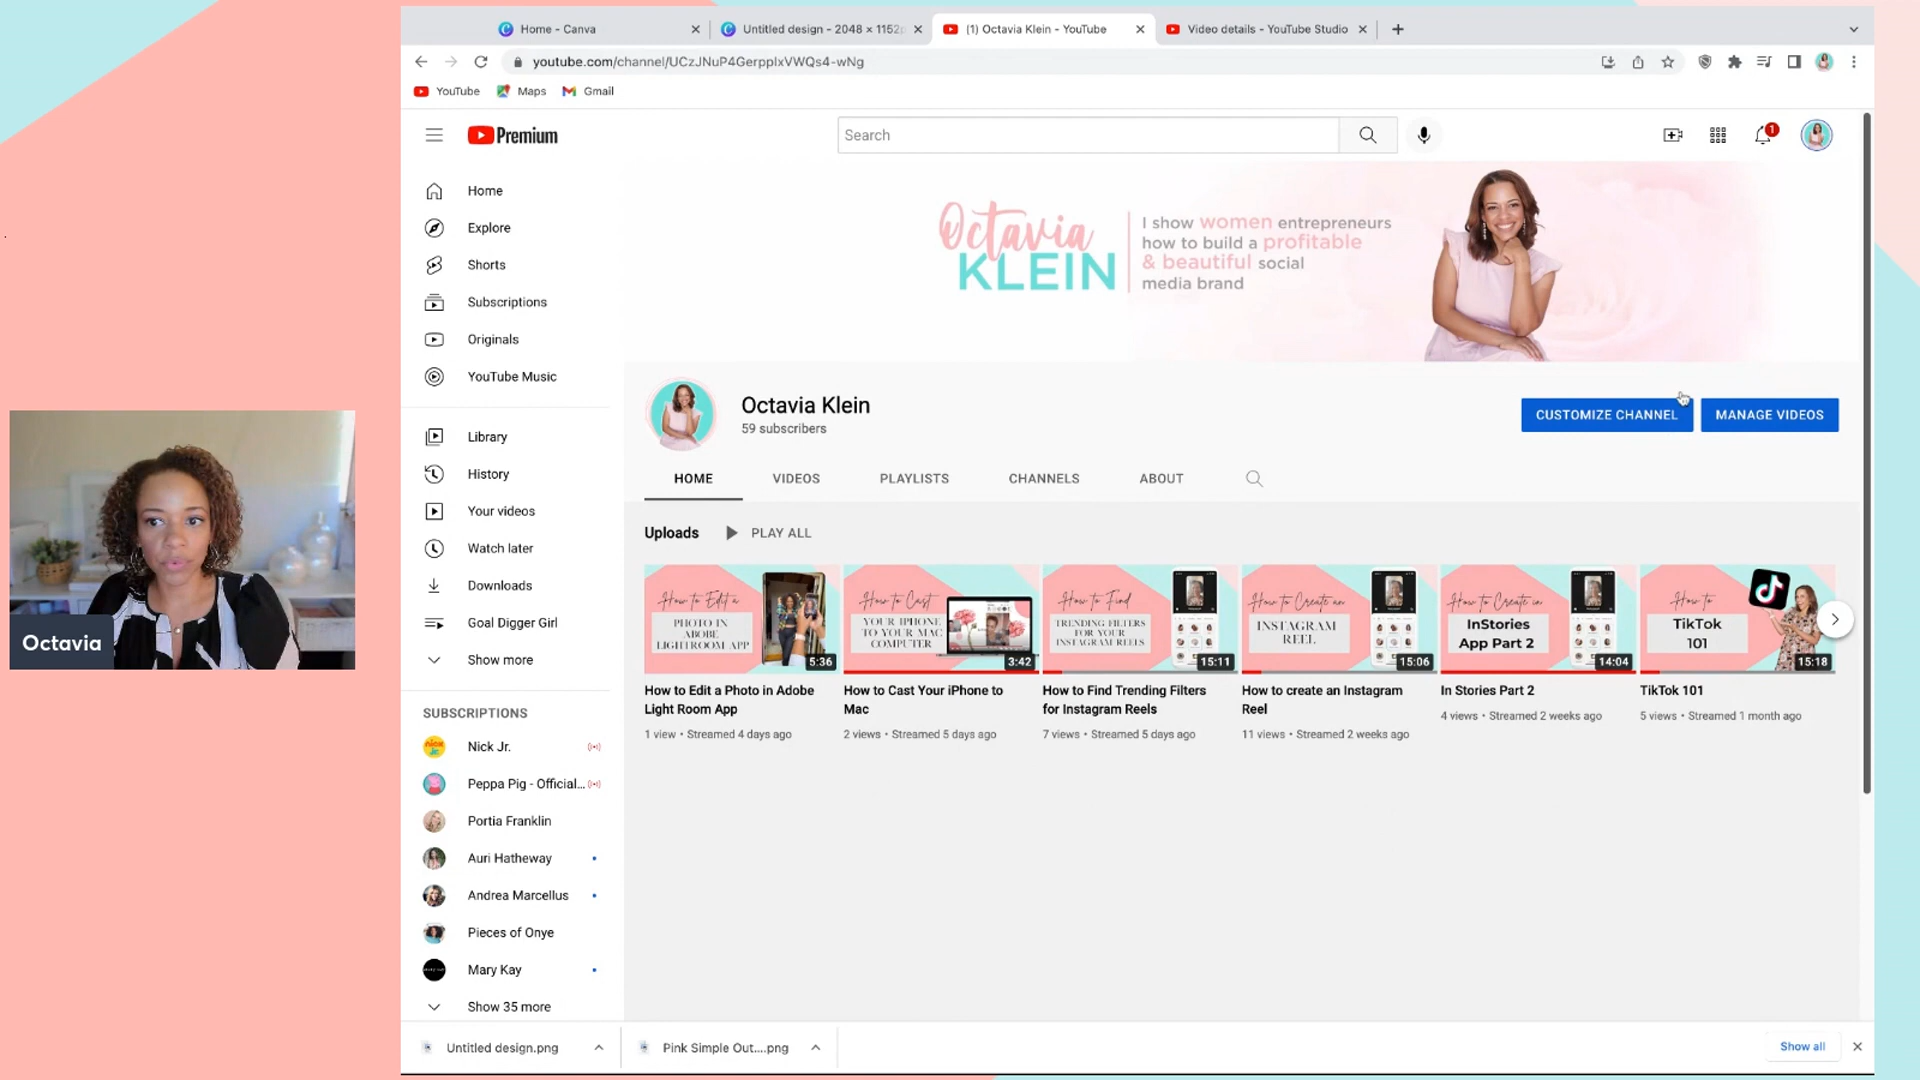 Home - Canva
Untitled design - 2048 × 1152p
(1) Octavia Klein - YouTube
Video details - YouTube Studio
youtube.com/channel/UCzJNuP4GerppIxVWQs4-wNg
YouTube
Maps
Gmail
Premium
Search
1
Home
Explore
Shorts
Subscriptions
Originals
YouTube Music
Library
History
Your videos
Watch later
Downloads
Goal Digger Girl
Show more
SUBSCRIPTIONS
Nick Jr.
Peppa Pig - Official...
Portia Franklin
Auri Hatheway
Andrea Marcellus
Pieces of Onye
Mary Kay
Show 35 more
Octavia
KLEIN
I show women entrepreneurs
how to build a profitable
& beautiful social
media brand
Octavia Klein
59 subscribers
CUSTOMIZE CHANNEL
MANAGE VIDEOS
HOME
VIDEOS
PLAYLISTS
CHANNELS
ABOUT
Uploads
PLAY ALL
How to Edit a
PHOTO IN
ADOBE
LIGHTROOM APP
5:36
How to Edit a Photo in Adobe
Light Room App
1 view • Streamed 4 days ago
How to Cast
YOUR IPHONE
TO YOUR MAC
COMPUTER
3:42
How to Cast Your iPhone to
Mac
2 views • Streamed 5 days ago
How to Find
TRENDING FILTERS
FOR YOUR
INSTAGRAM REELS
15:11
How to Find Trending Filters
for Instagram Reels
7 views • Streamed 5 days ago
How to Create an
INSTAGRAM
REEL
15:06
How to create an Instagram
Reel
11 views • Streamed 2 weeks ago
How to Create in
InStories
App Part 2
14:04
In Stories Part 2
4 views • Streamed 2 weeks ago
How to
TikTok
101
15:18
TikTok 101
5 views • Streamed 1 month ago
Octavia
Untitled design.png
Pink Simple Out....png
Show all